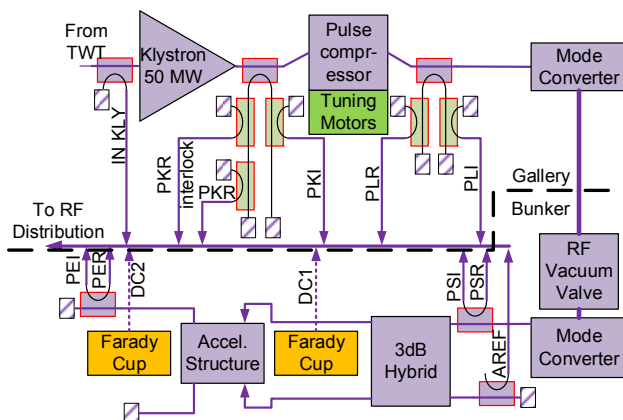 From
TWT
Klystron
50 MW
Pulse
compr-
essor
Tuning
Motors
Mode
Converter
IN KLY
PKR
interlock
PKR
PKI
PLR
PLI
Gallery
Bunker
To RF
Distribution
PEI
PER
DC2
DC1
PSI
PSR
AREF
RF
Vacuum
Valve
Farady
Cup
Accel.
Structure
Farady
Cup
3dB
Hybrid
Mode
Converter